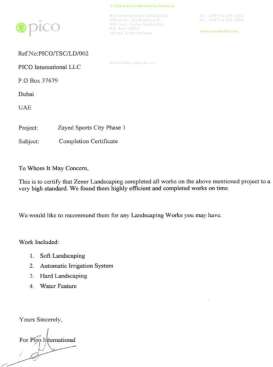 pico
Ref.No:PICO/TSC/LD/002
PICO International LLC
P.O Box 37679
Dubai
UAE
Project: Zayed Sports City Phase 1
Subject: Completion Certificate
To Whom It May Concern,
This is to certify that Zener Landscaping completed all works on the above mentioned project to a
very high standard. We found them highly efficient and completed works on time.
We would like to recommend them for any Landscaping Works you may have.
Work Included:
1. Soft Landscaping
2. Automatic Irrigation System
3. Hard Landscaping
4. Water Feature
Yours Sincerely,
For Pico International